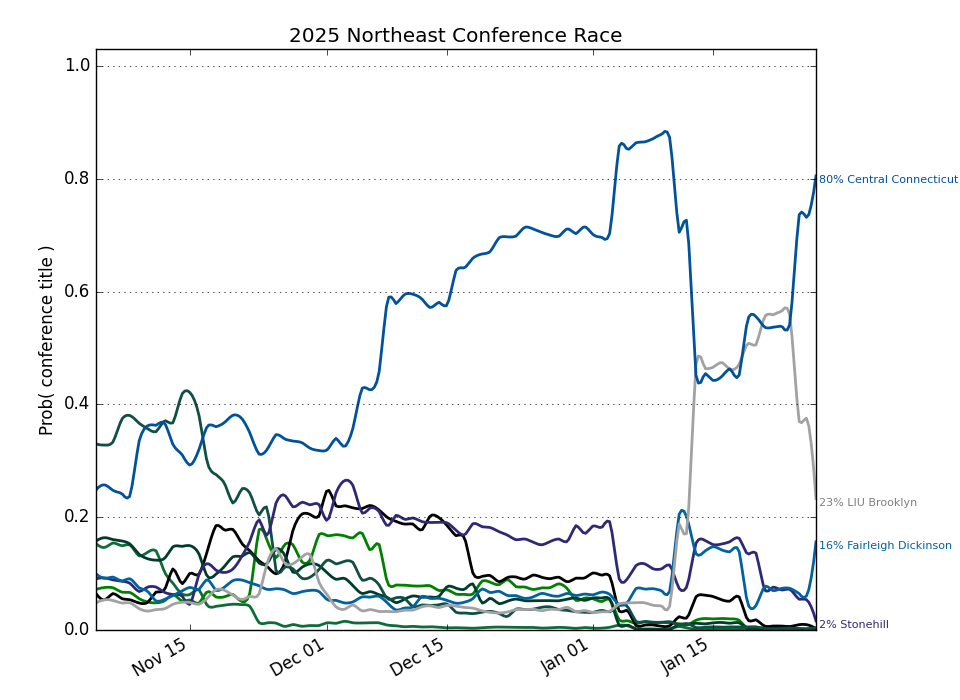 2025 Northeast Conference Race
Prob( conference title )
1.0
0.8
0.6
0.4
0.2
0.0
80% Central Connecticut
23% LIU Brooklyn
16% Fairleigh Dickinson
2% Stonehill
Nov 15
Dec 01
Dec 15
Jan 01
Jan 15